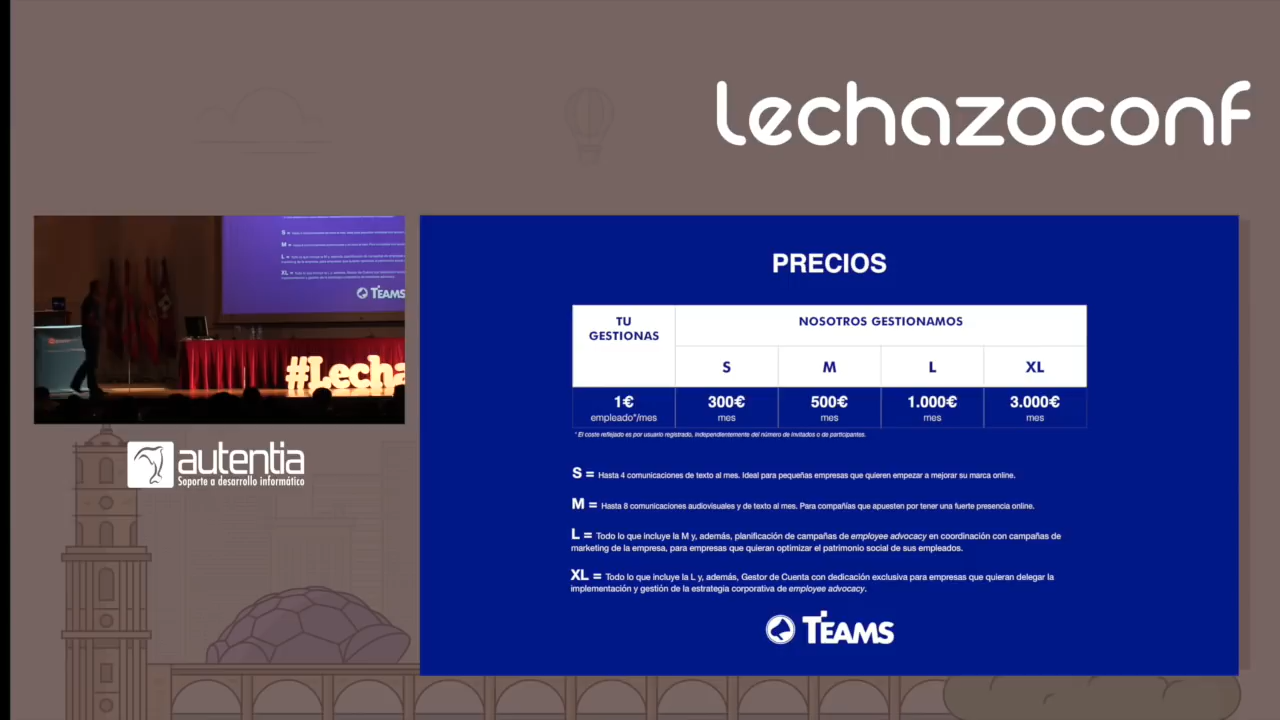 lechazoconf
S =
M =
L =
XL =
TEAMS
#Lecha
autentia
Soporte a desarrollo informático
PRECIOS
TU GESTIONAS
NOSOTROS GESTIONAMOS
S M L XL
1€ 300€ 500€ 1.000€ 3.000€
empleado*/mes mes mes mes mes
* El coste reflejado es por usuario registrado, independientemente del número de invitados o de participantes.
S = Hasta 4 comunicaciones de texto al mes. Ideal para pequeñas empresas que quieren empezar a mejorar su marca online.
M = Hasta 8 comunicaciones audiovisuales y de texto al mes. Para compañías que apuesten por tener una fuerte presencia online.
L = Todo lo que incluye la M y, además, planificación de campañas de employee advocacy en coordinación con campañas de
marketing de la empresa, para empresas que quieran optimizar el patrimonio social de sus empleados.
XL = Todo lo que incluye la L y, además, Gestor de Cuenta con dedicación exclusiva para empresas que quieran delegar la
implementación y gestión de la estrategia corporativa de employee advocacy.
TEAMS